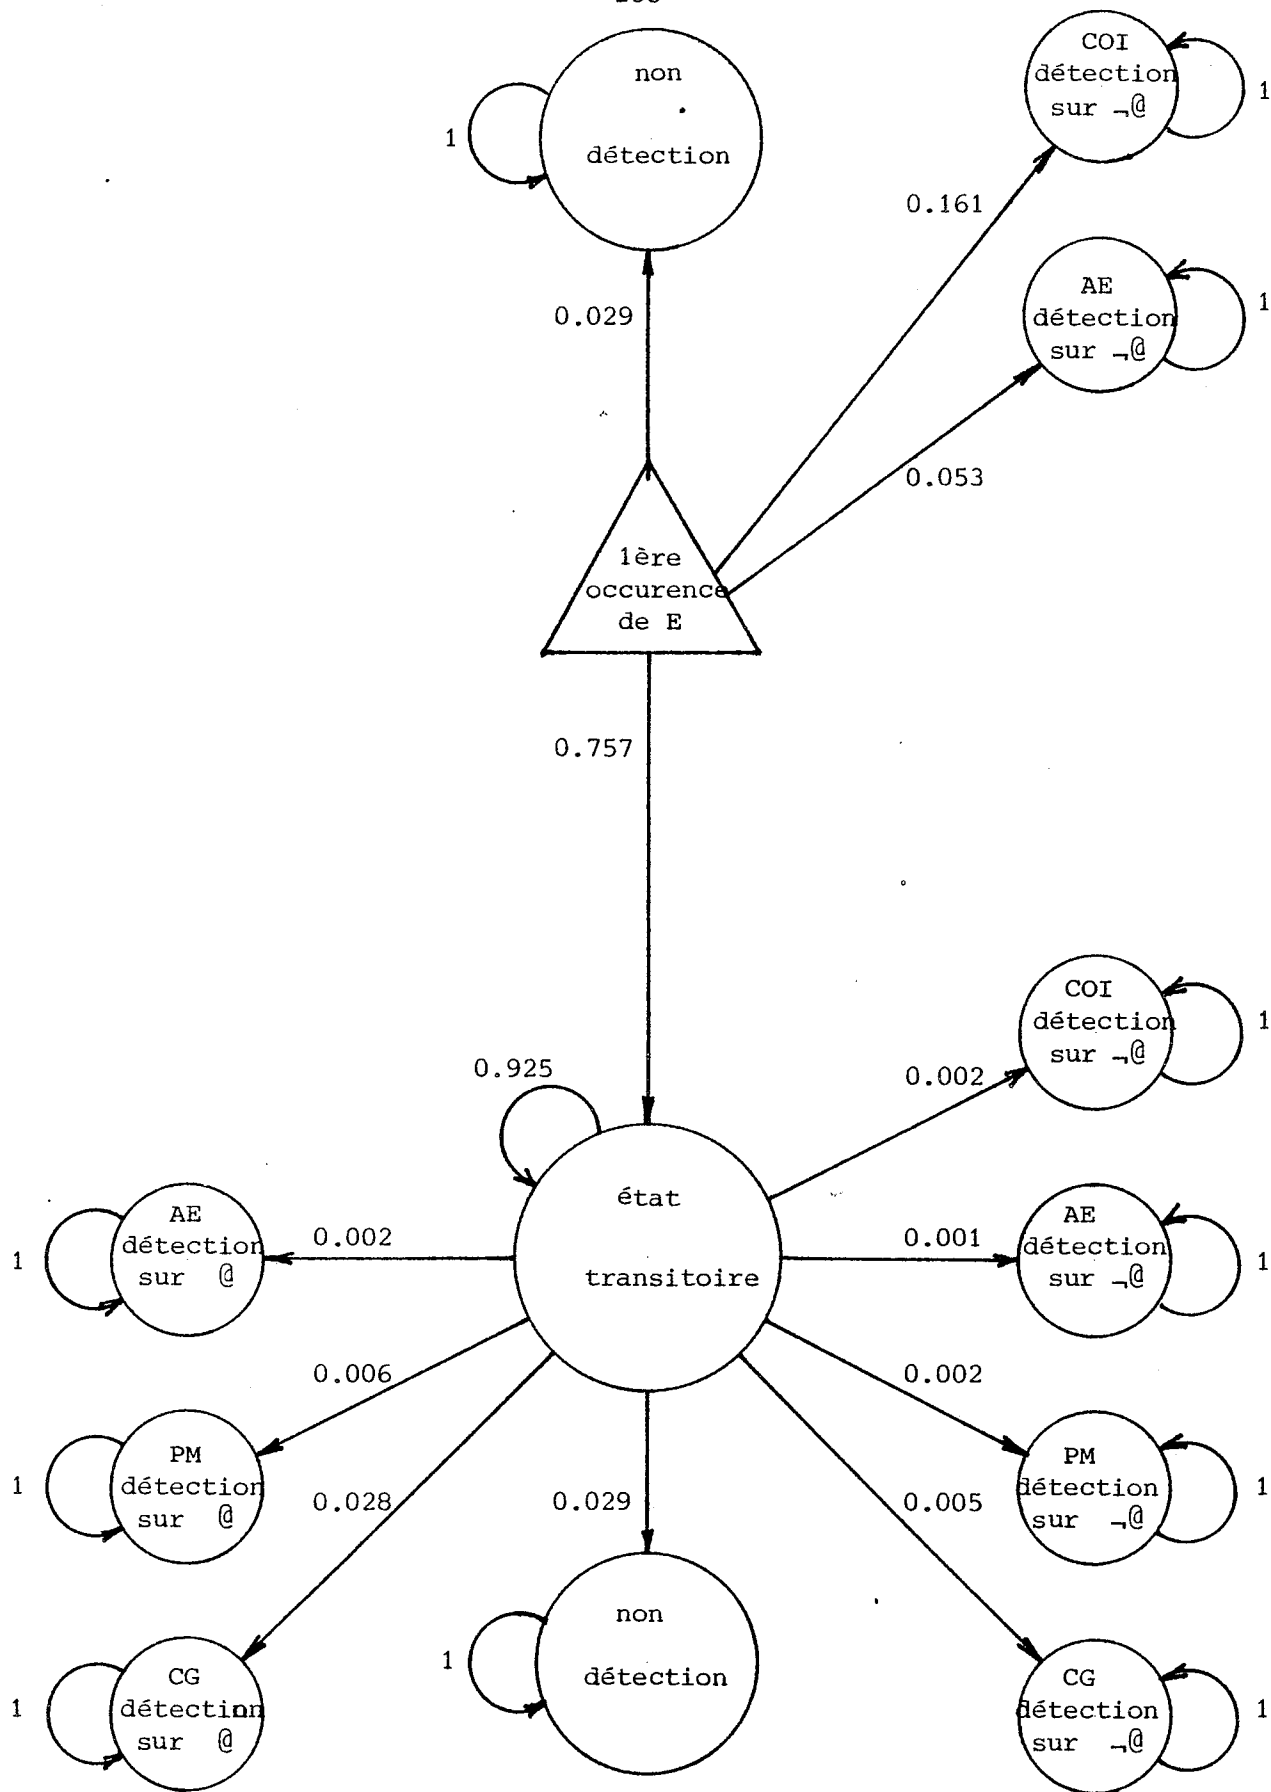 non
détection
1
COI
détection
sur ¬@
1
0.161
AE
détection
sur ¬@
1
0.029
0.053
1ère
occurence
de E
0.757
COI
détection
sur ¬@
1
0.925
0.002
état
transitoire
AE
détection
sur @
1
0.002
0.001
AE
détection
sur ¬@
1
0.006
0.002
PM
détection
sur @
1
PM
détection
sur ¬@
1
0.028
0.029
0.005
non
détection
1
CG
détectinn
sur @
1
CG
détection
sur ¬@
1